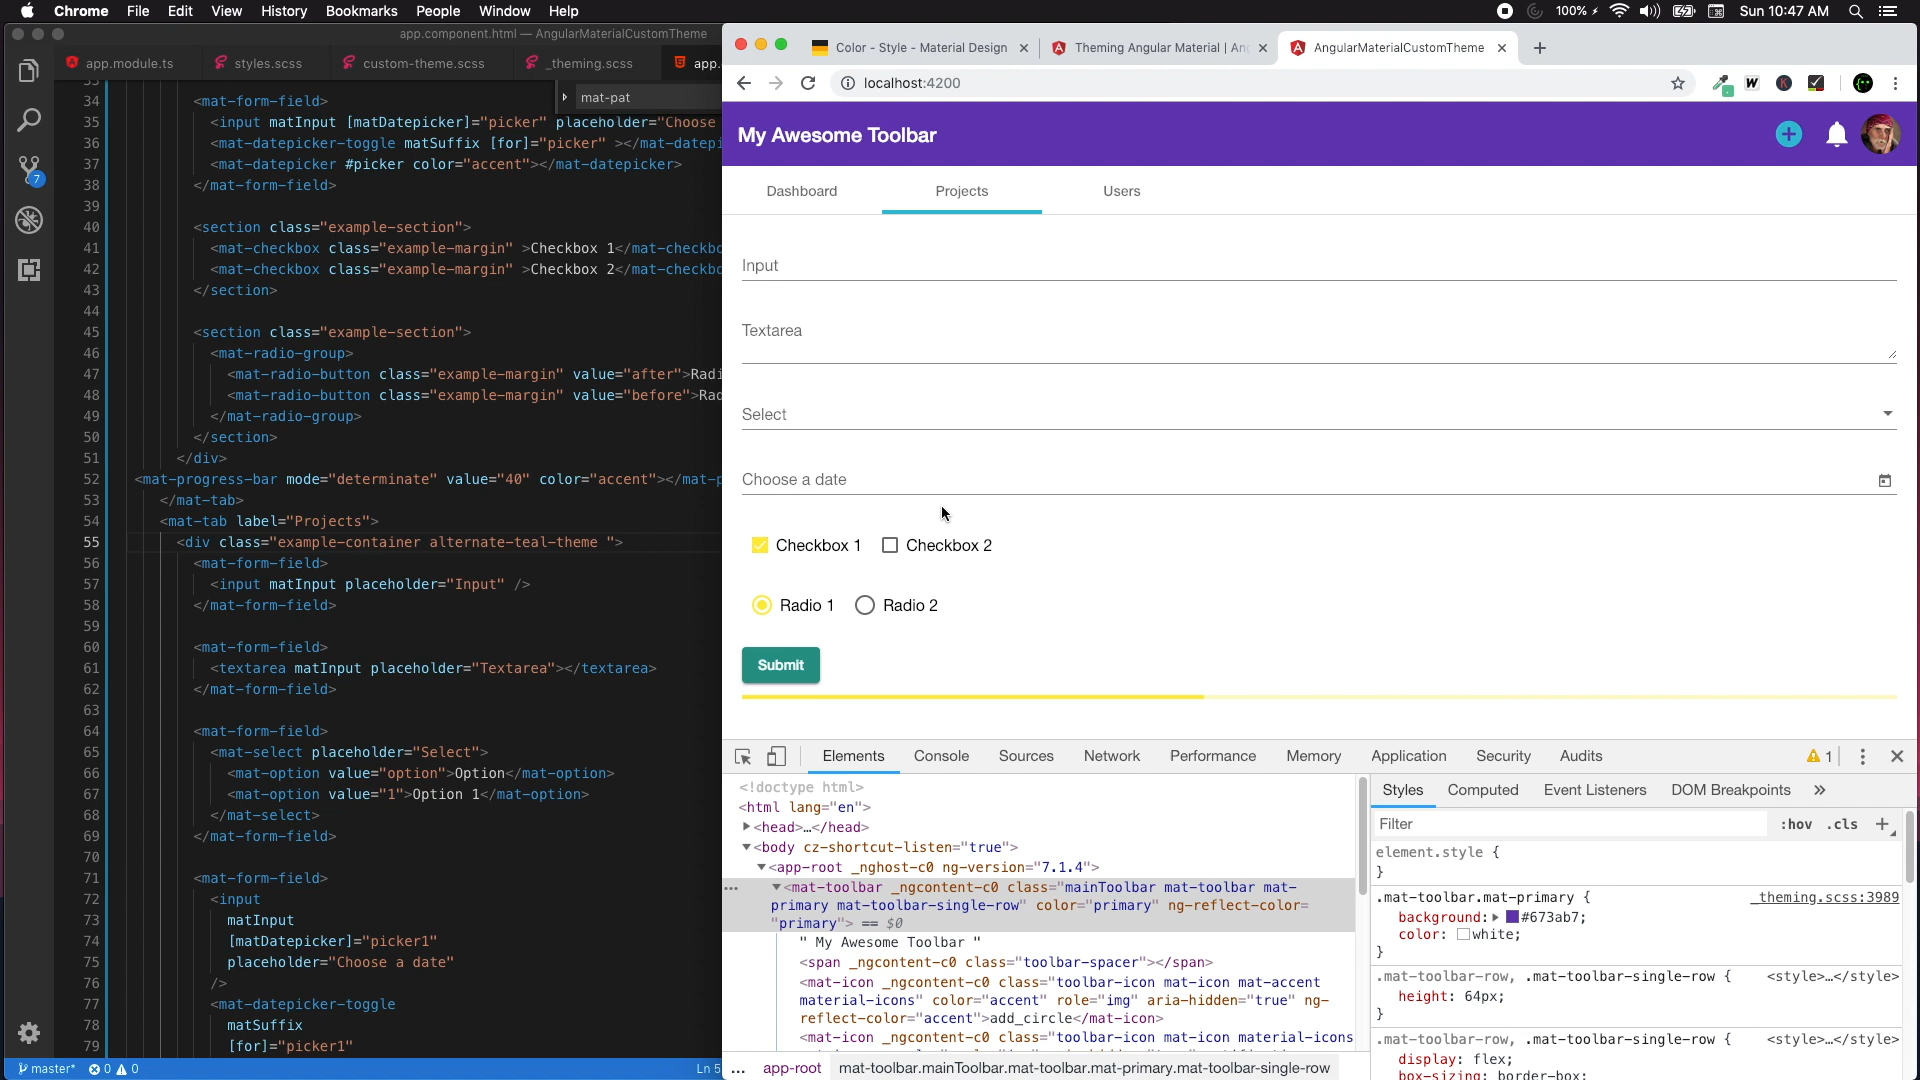 Chrome File Edit View History Bookmarks People Window Help
100% Sun 10:47 AM
app.component.html — AngularMaterialCustomTheme
app.module.ts styles.scss custom-theme.scss _theming.scss app.
mat-pat
33
34 <mat-form-field>
35 <input matInput [matDatepicker]="picker" placeholder="Choose
36 <mat-datepicker-toggle matSuffix [for]="picker" ></mat-datepi
37 <mat-datepicker #picker color="accent"></mat-datepicker>
38 </mat-form-field>
39
40 <section class="example-section">
41 <mat-checkbox class="example-margin" >Checkbox 1</mat-checkbo
42 <mat-checkbox class="example-margin" >Checkbox 2</mat-checkbo
43 </section>
44
45 <section class="example-section">
46 <mat-radio-group>
47 <mat-radio-button class="example-margin" value="after">Radi
48 <mat-radio-button class="example-margin" value="before">Rad
49 </mat-radio-group>
50 </section>
51 </div>
52 <mat-progress-bar mode="determinate" value="40" color="accent"></mat-p
53 </mat-tab>
54 <mat-tab label="Projects">
55 <div class="example-container alternate-teal-theme ">
56 <mat-form-field>
57 <input matInput placeholder="Input" />
58 </mat-form-field>
59
60 <mat-form-field>
61 <textarea matInput placeholder="Textarea"></textarea>
62 </mat-form-field>
63
64 <mat-form-field>
65 <mat-select placeholder="Select">
66 <mat-option value="option">Option</mat-option>
67 <mat-option value="1">Option 1</mat-option>
68 </mat-select>
69 </mat-form-field>
70
71 <mat-form-field>
72 <input
73 matInput
74 [matDatepicker]="picker1"
75 placeholder="Choose a date"
76 />
77 <mat-datepicker-toggle
78 matSuffix
79 [for]="picker1"
7
master* 0 0 Ln 5
Color - Style - Material Design Theming Angular Material | Ang AngularMaterialCustomTheme
localhost:4200
My Awesome Toolbar
Dashboard Projects Users
Input
Textarea
Select
Choose a date
Checkbox 1 Checkbox 2
Radio 1 Radio 2
Submit
Elements Console Sources Network Performance Memory Application Security Audits 1
<!doctype html>
<html lang="en">
<head>…</head>
<body cz-shortcut-listen="true">
<app-root _nghost-c0 ng-version="7.1.4">
<mat-toolbar _ngcontent-c0 class="mainToolbar mat-toolbar mat-
primary mat-toolbar-single-row" color="primary" ng-reflect-color=
"primary"> == $0
" My Awesome Toolbar "
<span _ngcontent-c0 class="toolbar-spacer"></span>
<mat-icon _ngcontent-c0 class="toolbar-icon mat-icon mat-accent
material-icons" color="accent" role="img" aria-hidden="true" ng-
reflect-color="accent">add_circle</mat-icon>
<mat-icon _ngcontent-c0 class="toolbar-icon mat-icon material-icons
… app-root mat-toolbar.mainToolbar.mat-toolbar.mat-primary.mat-toolbar-single-row
Styles Computed Event Listeners DOM Breakpoints »
Filter :hov .cls +
element.style {
}
.mat-toolbar.mat-primary { _theming.scss:3989
background: #673ab7;
color: white;
}
.mat-toolbar-row, .mat-toolbar-single-row { <style>…</style>
height: 64px;
}
.mat-toolbar-row, .mat-toolbar-single-row { <style>…</style>
display: flex;
box-sizing: border-box;